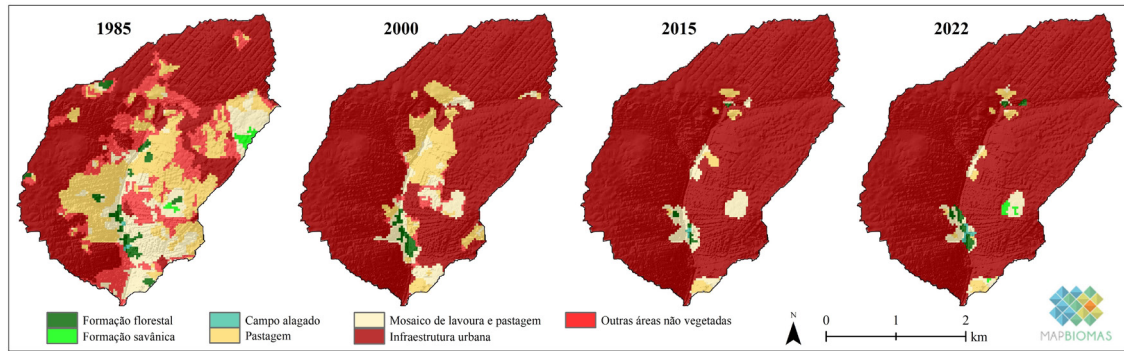 1985
2000
2015
2022
Formação florestal
Formação savânica
Campo alagado
Pastagem
Mosaico de lavoura e pastagem
Infraestrutura urbana
Outras áreas não vegetadas
N
0 1 2
km
MAPBIOMAS